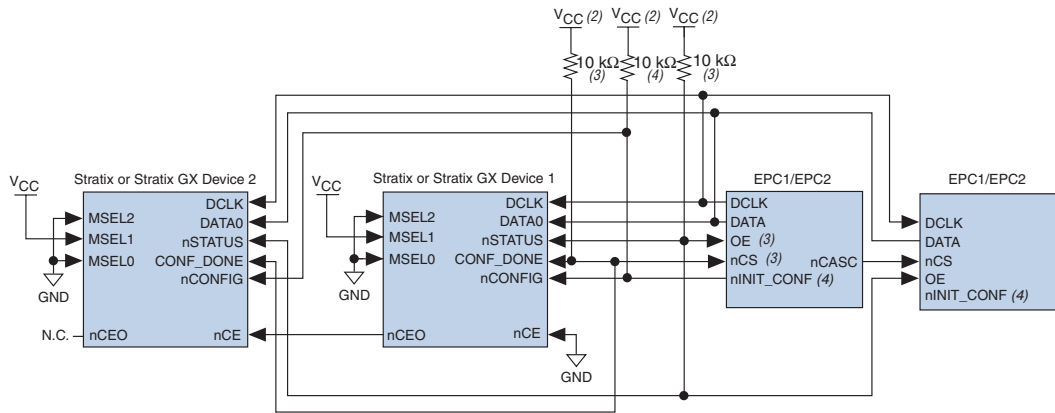 VCC (2)
VCC (2)
VCC (2)
10 kΩ
(3)
10 kΩ
(4)
10 kΩ
(3)
VCC
Stratix or Stratix GX Device 2
DCLK
DATA0
nSTATUS
CONF_DONE
nCONFIG
MSEL2
MSEL1
MSEL0
GND
N.C.
nCEO
nCE
VCC
Stratix or Stratix GX Device 1
DCLK
DATA0
nSTATUS
CONF_DONE
nCONFIG
MSEL2
MSEL1
MSEL0
GND
nCEO
nCE
GND
EPC1/EPC2
DCLK
DATA
OE (3)
nCS (3)
nINIT_CONF (4)
nCASC
EPC1/EPC2
DCLK
DATA
nCS
OE
nINIT_CONF (4)